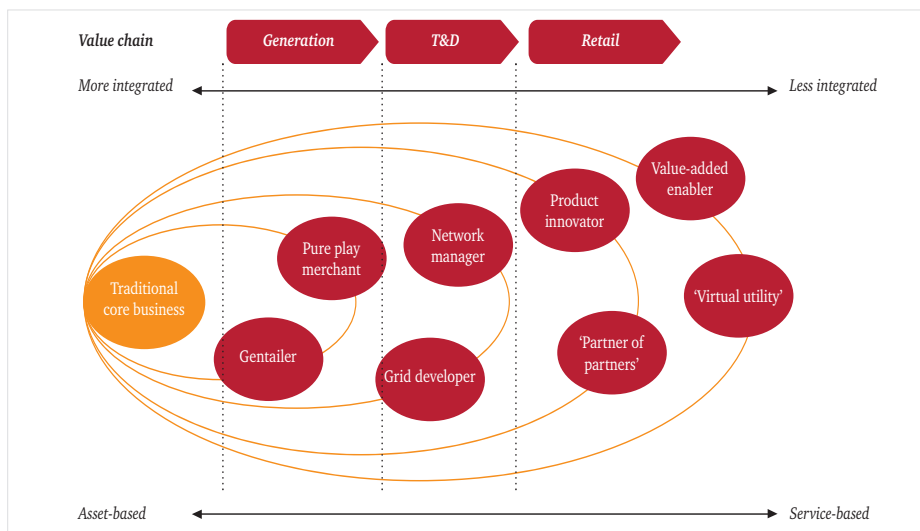 Value chain
Generation
T&D
Retail
More integrated
Less integrated
Value-added
enabler
Product
innovator
Network
manager
Pure play
merchant
Traditional
core business
'Virtual utility'
'Partner of
partners'
Gentailer
Grid developer
Asset-based
Service-based